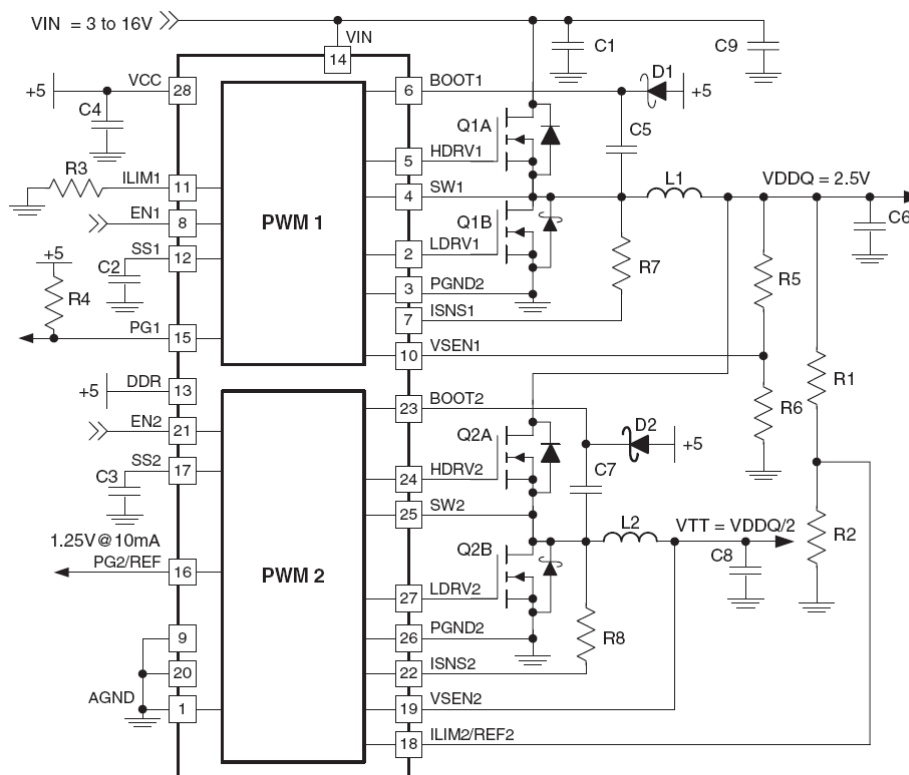 VIN = 3 to 16V
VIN
14
C1
C9
VCC
28
+5
C4
6
BOOT1
D1
+5
Q1A
C5
R3
ILIM1
11
5
HDRV1
4
SW1
L1
VDDQ = 2.5V
C6
EN1
8
PWM 1
Q1B
SS1
12
C2
2
LDRV1
R7
R5
+5
R4
3
PGND2
7
ISNS1
PG1
15
10
VSEN1
+5
DDR
13
23
BOOT2
R6
R1
EN2
21
D2
+5
Q2A
SS2
17
C3
24
HDRV2
C7
25
SW2
L2
VTT = VDDQ/2
R2
1.25V@10mA
PG2/REF
16
PWM 2
Q2B
C8
27
LDRV2
9
26
PGND2
R8
20
22
ISNS2
AGND
1
19
VSEN2
18
ILIM2/REF2